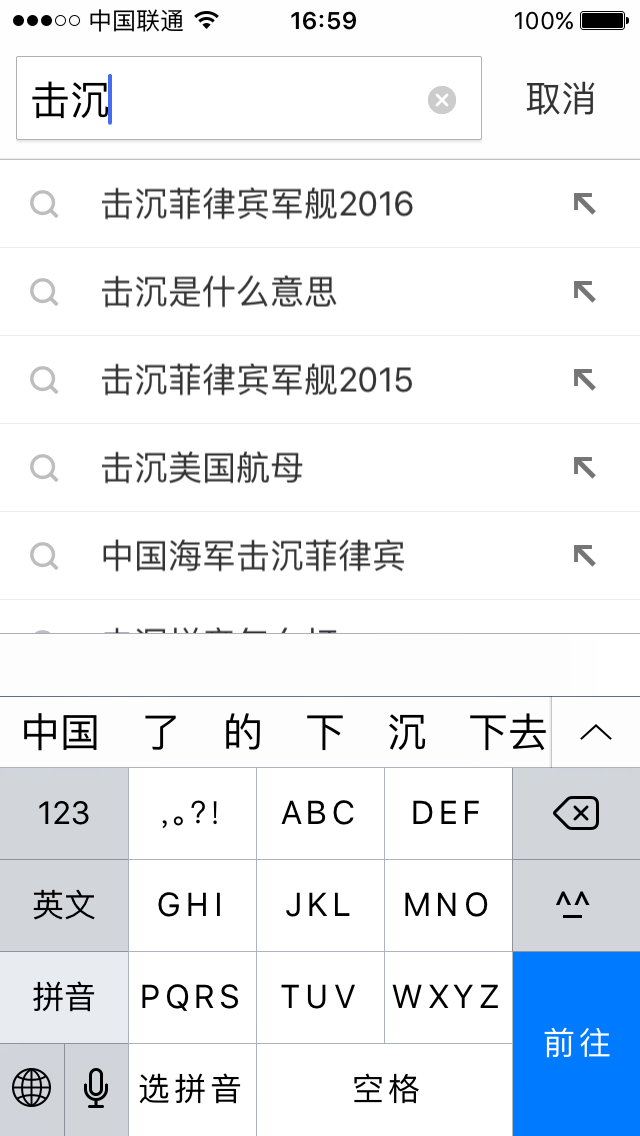 中国联通 16:59 100%
击沉 取消
击沉菲律宾军舰2016
击沉是什么意思
击沉菲律宾军舰2015
击沉美国航母
中国海军击沉菲律宾
中国 了 的 下 沉 下去
123 ,。?! ABC DEF
英文 GHI JKL MNO ^_^
拼音 PQRS TUV WXYZ 前往
选拼音 空格